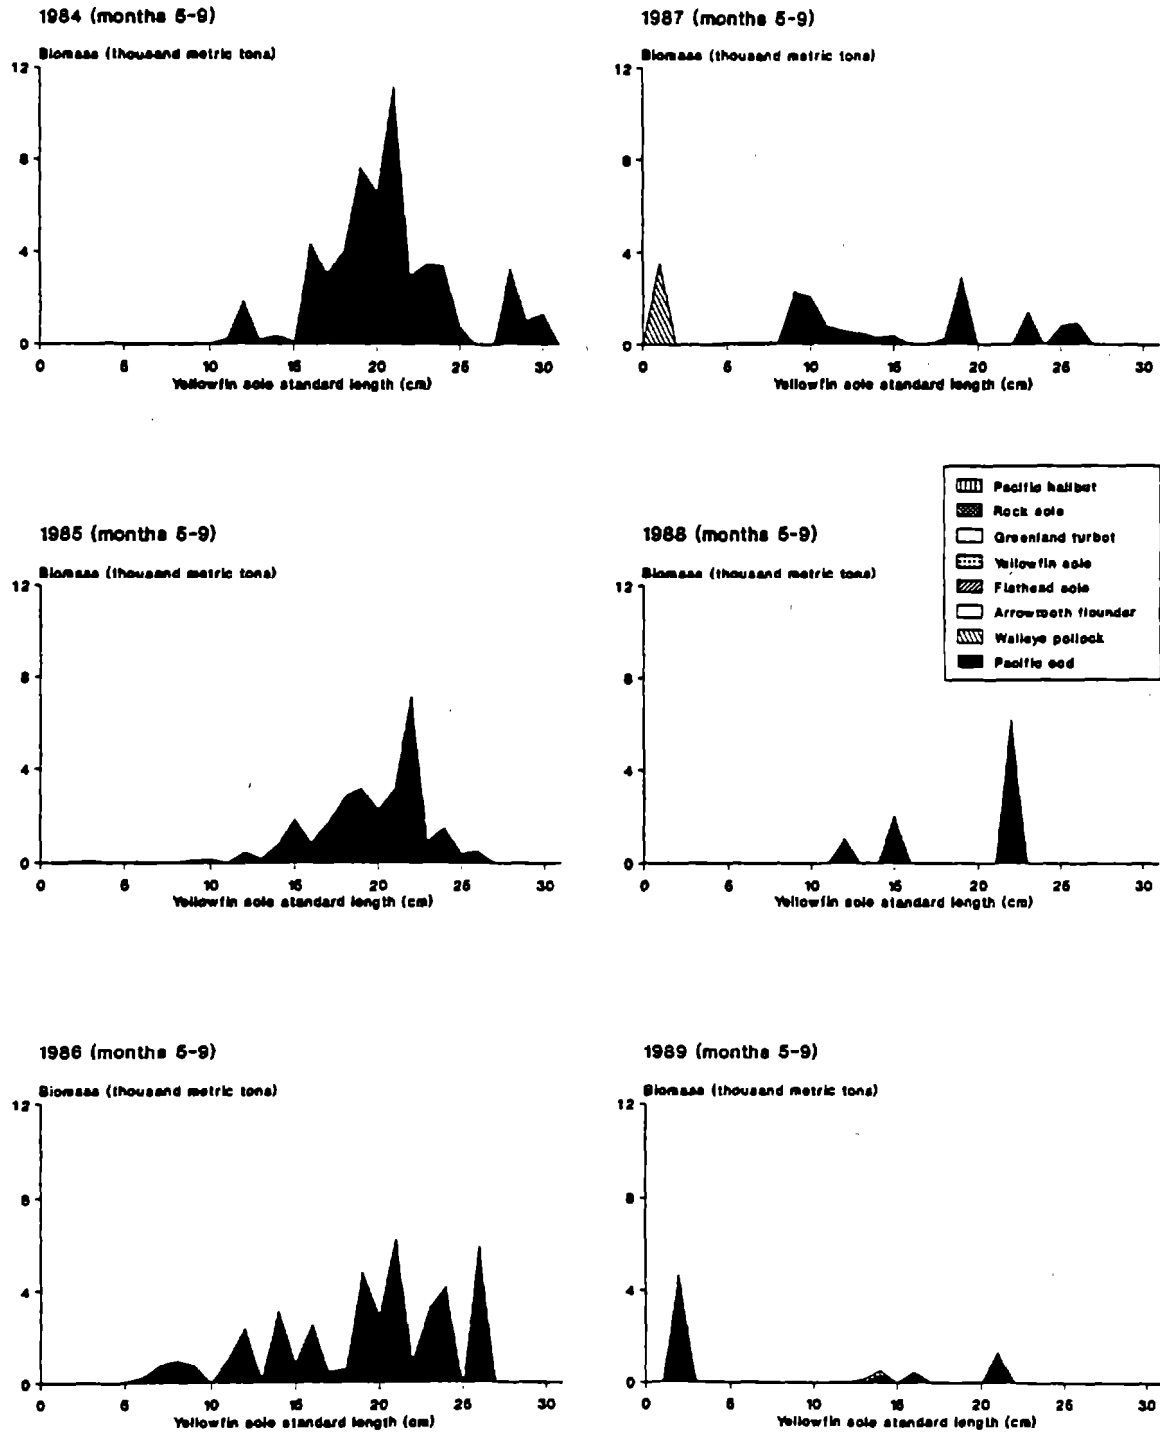 1984 (months 5-9)
Biomass (thousand metric tons)
12
8
4
0
0 5 10 15 20 25 30
Yellowfin sole standard length (cm)
1987 (months 5-9)
Biomass (thousand metric tons)
12
8
4
0
0 5 10 15 20 25 30
Yellowfin sole standard length (cm)
1985 (months 5-9)
Biomass (thousand metric tons)
12
8
4
0
0 5 10 15 20 25 30
Yellowfin sole standard length (cm)
1988 (months 5-9)
Biomass (thousand metric tons)
12
8
4
0
0 5 10 15 20 25 30
Yellowfin sole standard length (cm)
Pacific halibut
Rock sole
Greenland turbot
Yellowfin sole
Flathead sole
Arrowtooth flounder
Walleye pollock
Pacific cod
1986 (months 5-9)
Biomass (thousand metric tons)
12
8
4
0
0 5 10 15 20 25 30
Yellowfin sole standard length (cm)
1989 (months 5-9)
Biomass (thousand metric tons)
12
8
4
0
0 5 10 15 20 25 30
Yellowfin sole standard length (cm)